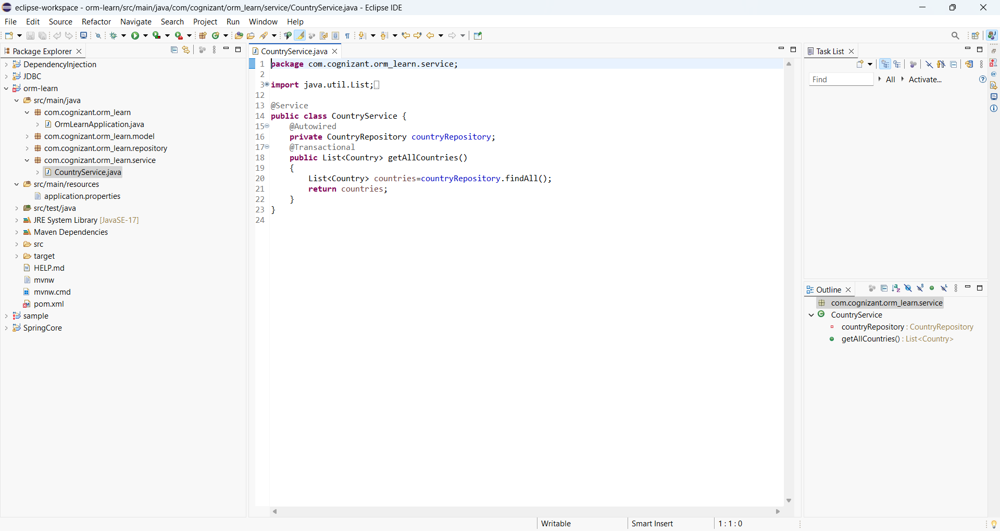 eclipse-workspace - orm-learn/src/main/java/com/cognizant/orm_learn/service/CountryService.java - Eclipse IDE
File Edit Source Refactor Navigate Search Project Run Window Help
Package Explorer
DependencyInjection
JDBC
orm-learn
src/main/java
com.cognizant.orm_learn
OrmLearnApplication.java
com.cognizant.orm_learn.model
com.cognizant.orm_learn.repository
com.cognizant.orm_learn.service
CountryService.java
src/main/resources
application.properties
src/test/java
JRE System Library [JavaSE-17]
Maven Dependencies
src
target
HELP.md
mvnw
mvnw.cmd
pom.xml
sample
SpringCore
CountryService.java
1 package com.cognizant.orm_learn.service;
2
3 import java.util.List;
12
13 @Service
14 public class CountryService {
15 @Autowired
16 private CountryRepository countryRepository;
17 @Transactional
18 public List<Country> getAllCountries()
19 {
20 List<Country> countries=countryRepository.findAll();
21 return countries;
22 }
23 }
24
Task List
Find All Activate...
Outline
com.cognizant.orm_learn.service
CountryService
countryRepository : CountryRepository
getAllCountries() : List<Country>
Writable Smart Insert 1 : 1 : 0